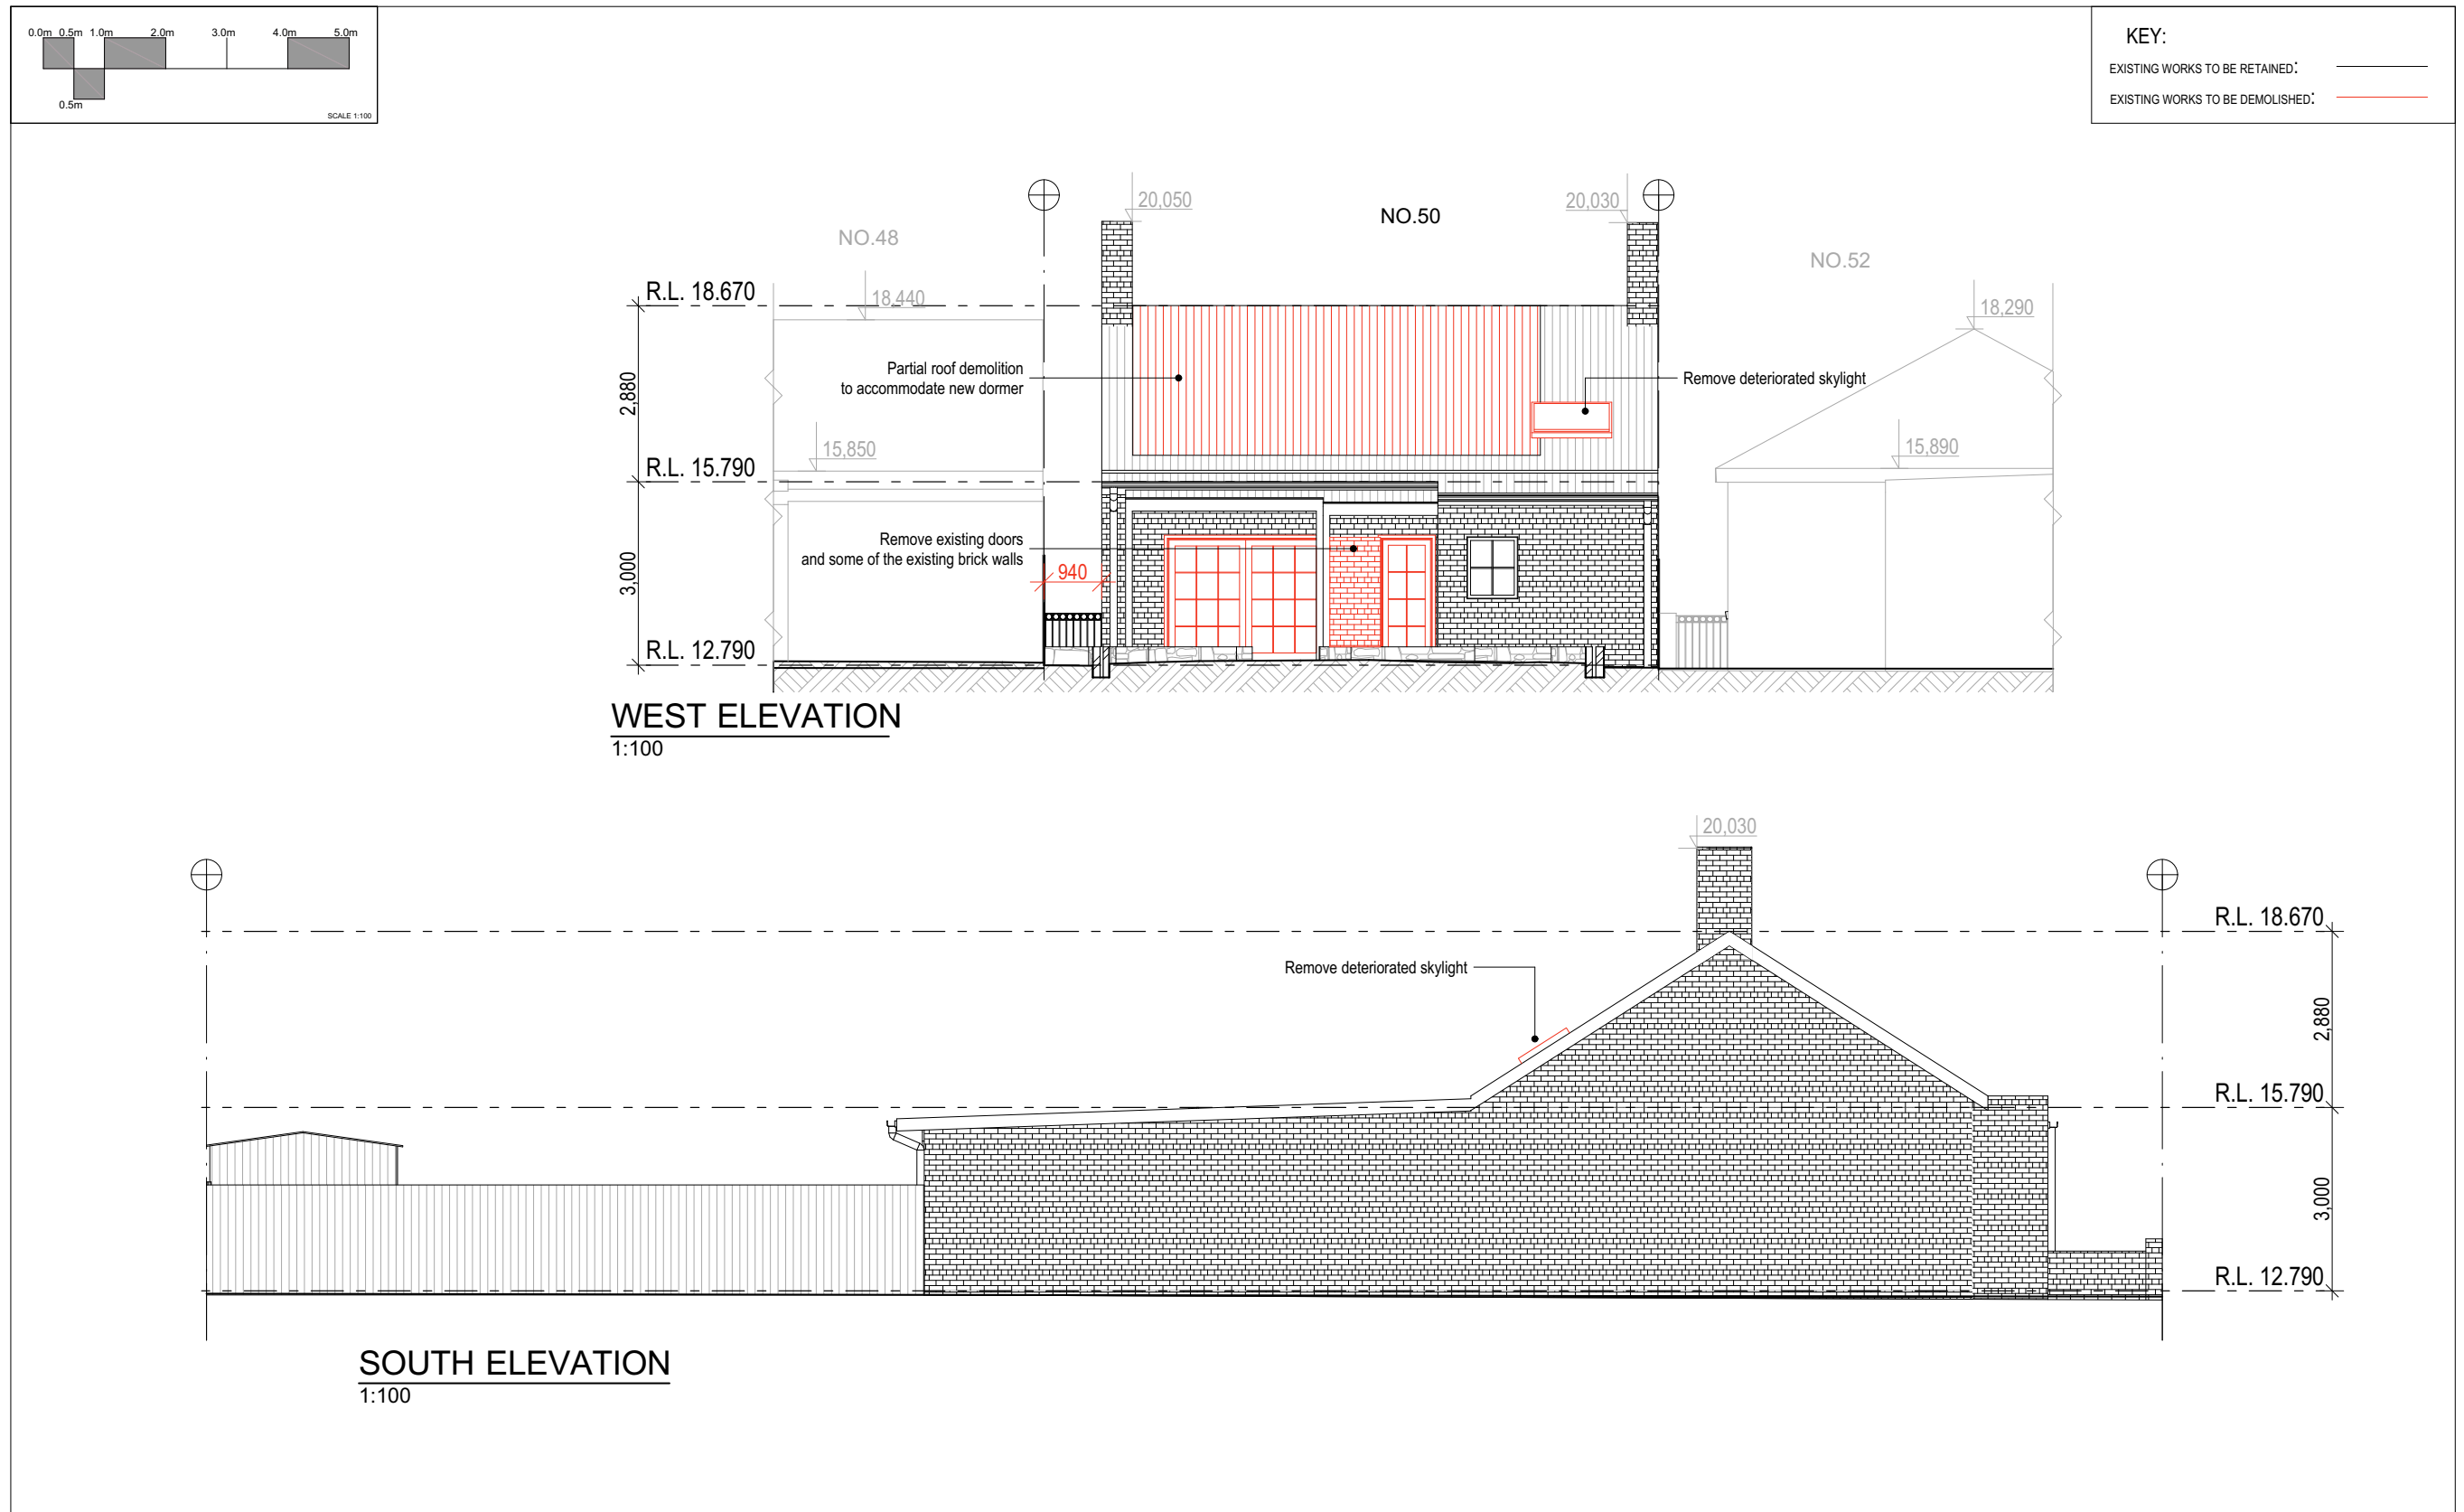 0.0m 0.5m 1.0m 2.0m 3.0m 4.0m 5.0m
0.5m
SCALE 1:100
KEY:
EXISTING WORKS TO BE RETAINED:
EXISTING WORKS TO BE DEMOLISHED:
20,050
NO.50
20,030
NO.48
NO.52
R.L. 18.670
18,440
18,290
Partial roof demolition
to accommodate new dormer
Remove deteriorated skylight
2,880
15,850
15,890
R.L. 15.790
Remove existing doors
and some of the existing brick walls
940
3,000
R.L. 12.790
WEST ELEVATION
1:100
20,030
R.L. 18.670
Remove deteriorated skylight
2,880
R.L. 15.790
3,000
R.L. 12.790
SOUTH ELEVATION
1:100